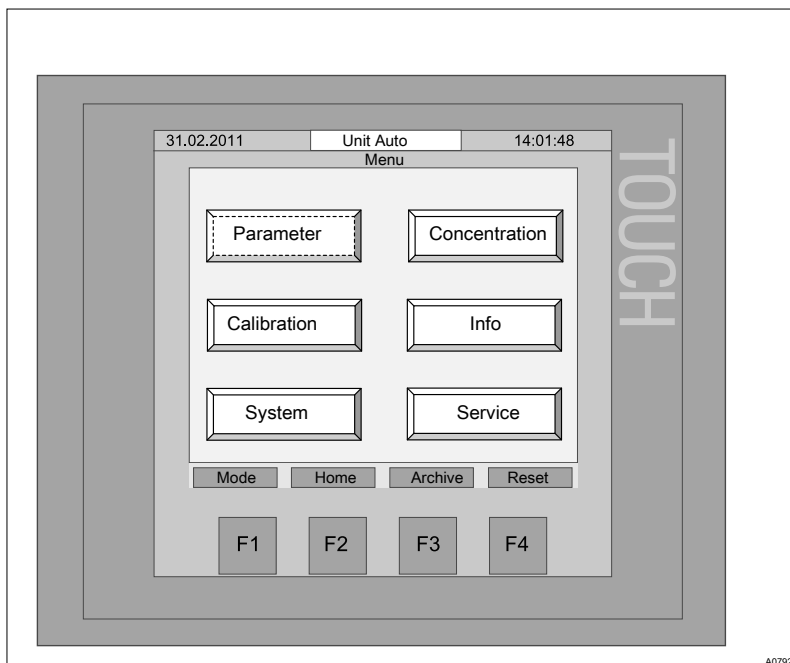 31.02.2011 Unit Auto 14:01:48
Menu
TOUCH
Parameter Concentration
Calibration Info
System Service
Mode Home Archive Reset
F1 F2 F3 F4